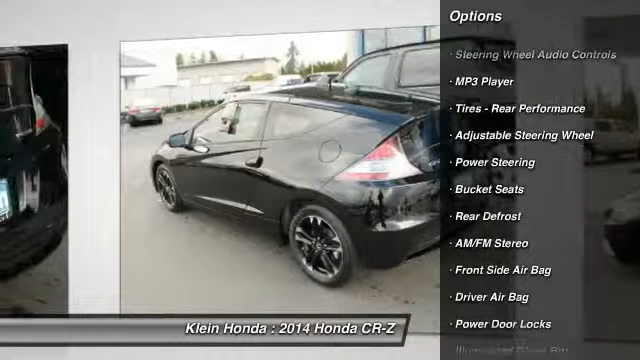 Options
· Steering Wheel Audio Controls
· MP3 Player
· Tires - Rear Performance
· Adjustable Steering Wheel
· Power Steering
· Bucket Seats
· Rear Defrost
· AM/FM Stereo
· Front Side Air Bag
· Driver Air Bag
· Power Door Locks
Klein Honda : 2014 Honda CR-Z